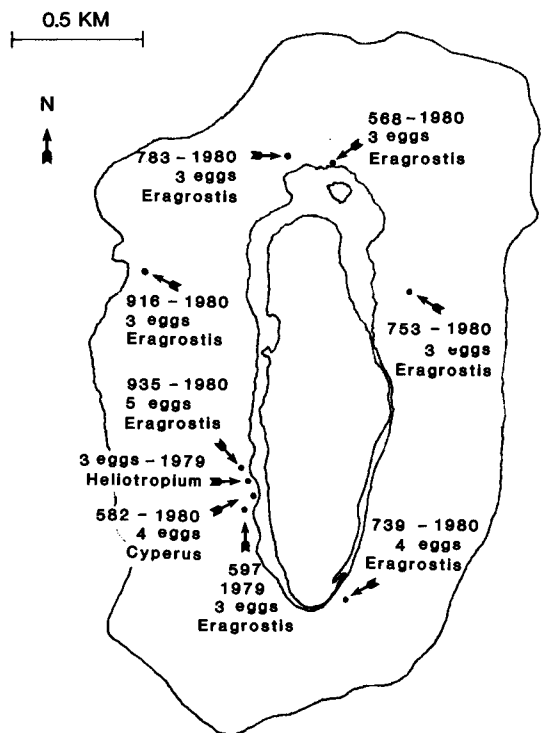 0.5 KM
N
568 – 1980
3 eggs
Eragrostis
783 – 1980
3 eggs
Eragrostis
916 – 1980
3 eggs
Eragrostis
753 – 1980
3 eggs
Eragrostis
935 – 1980
5 eggs
Eragrostis
3 eggs – 1979
Heliotropium
582 – 1980
4 eggs
Cyperus
739 – 1980
4 eggs
Eragrostis
597
1979
3 eggs
Eragrostis